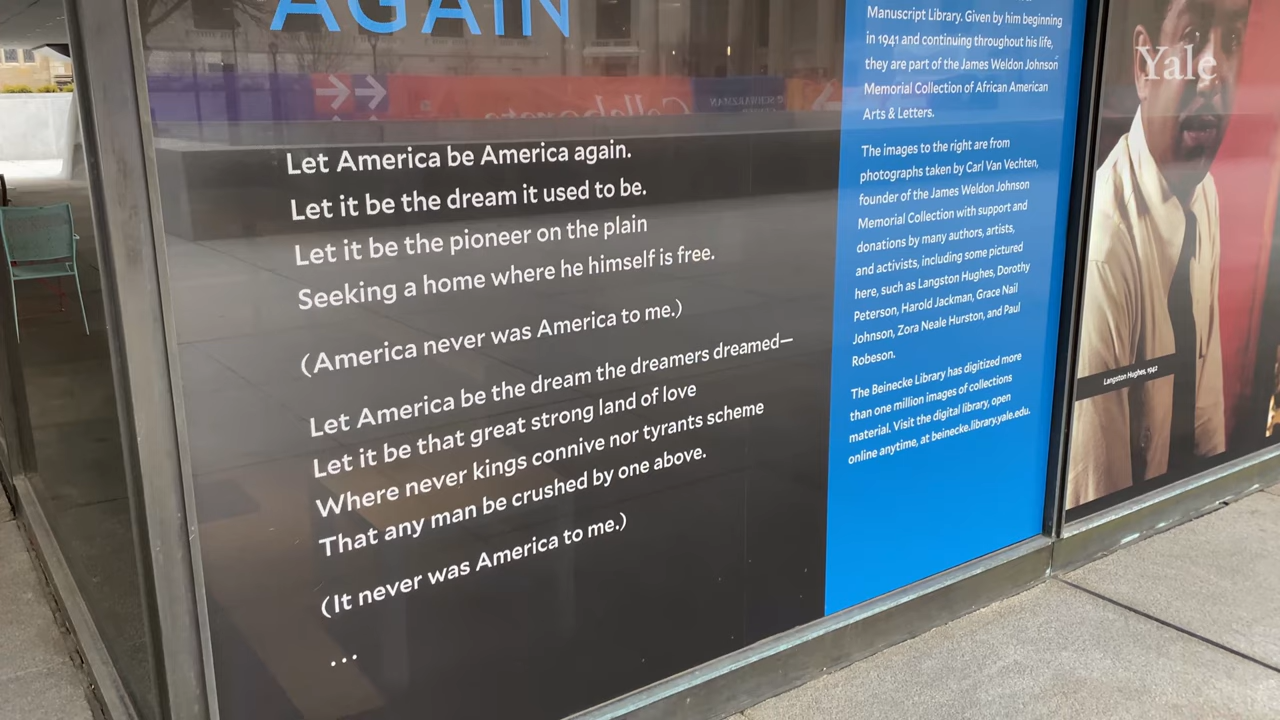 AGAIN
Let America be America again.
Let it be the dream it used to be.
Let it be the pioneer on the plain
Seeking a home where he himself is free.
(America never was America to me.)
Let America be the dream the dreamers dreamed—
Let it be that great strong land of love
Where never kings connive nor tyrants scheme
That any man be crushed by one above.
(It never was America to me.)
...
Manuscript Library. Given by him beginning
in 1941 and continuing throughout his life,
they are part of the James Weldon Johnson
Memorial Collection of African American
Arts & Letters.
The images to the right are from
photographs taken by Carl Van Vechten,
founder of the James Weldon Johnson
Memorial Collection with support and
donations by many authors, artists,
and activists, including some pictured
here, such as Langston Hughes, Dorothy
Peterson, Harold Jackman, Grace Nail
Johnson, Zora Neale Hurston, and Paul
Robeson.
The Beinecke Library has digitized more
than one million images of collections
material. Visit the digital library, open
online anytime, at beinecke.library.yale.edu.
Yale
Langston Hughes, 1942
Collaborate
SCHWARZMAN
CENTER